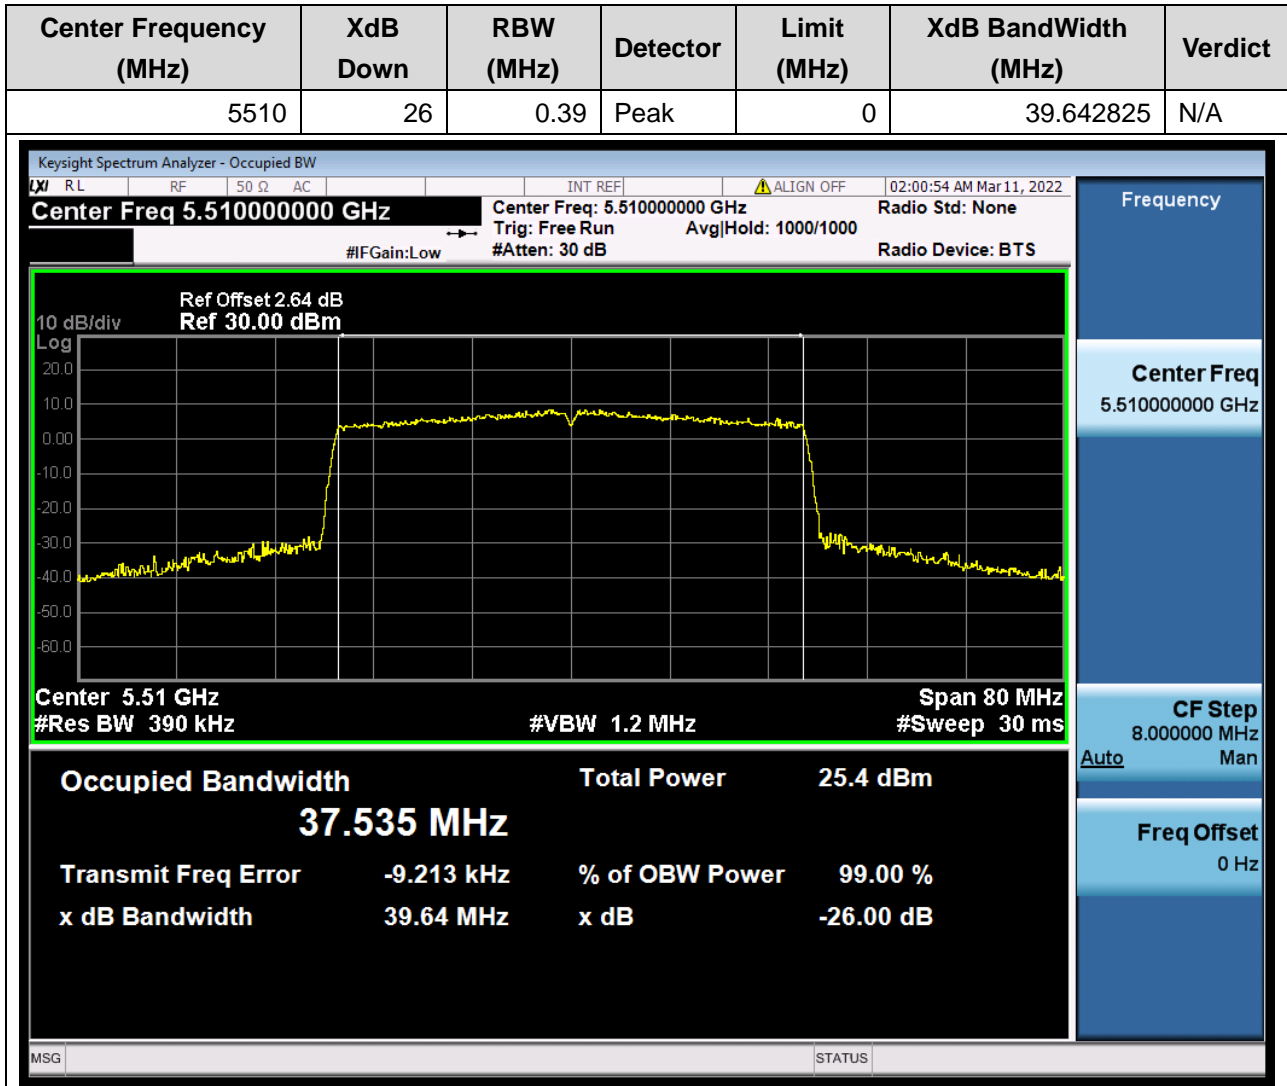 Center Frequency (MHz) XdB Down RBW (MHz) Detector Limit (MHz) XdB BandWidth (MHz) Verdict
5510 26 0.39 Peak 0 39.642825 N/A
Keysight Spectrum Analyzer - Occupied BW
LXI RL RF 50 Ω AC INT REF ALIGN OFF 02:00:54 AM Mar 11, 2022
Center Freq 5.510000000 GHz Center Freq: 5.510000000 GHz Radio Std: None
Trig: Free Run Avg|Hold: 1000/1000
#IFGain:Low #Atten: 30 dB Radio Device: BTS
Frequency
Ref Offset 2.64 dB
10 dB/div Ref 30.00 dBm
Log
20.0
10.0
0.00
-10.0
-20.0
-30.0
-40.0
-50.0
-60.0
Center 5.51 GHz Span 80 MHz
#Res BW 390 kHz #VBW 1.2 MHz #Sweep 30 ms
Center Freq
5.510000000 GHz
CF Step
8.000000 MHz
Auto Man
Freq Offset
0 Hz
Occupied Bandwidth Total Power 25.4 dBm
37.535 MHz
Transmit Freq Error -9.213 kHz % of OBW Power 99.00 %
x dB Bandwidth 39.64 MHz x dB -26.00 dB
MSG STATUS